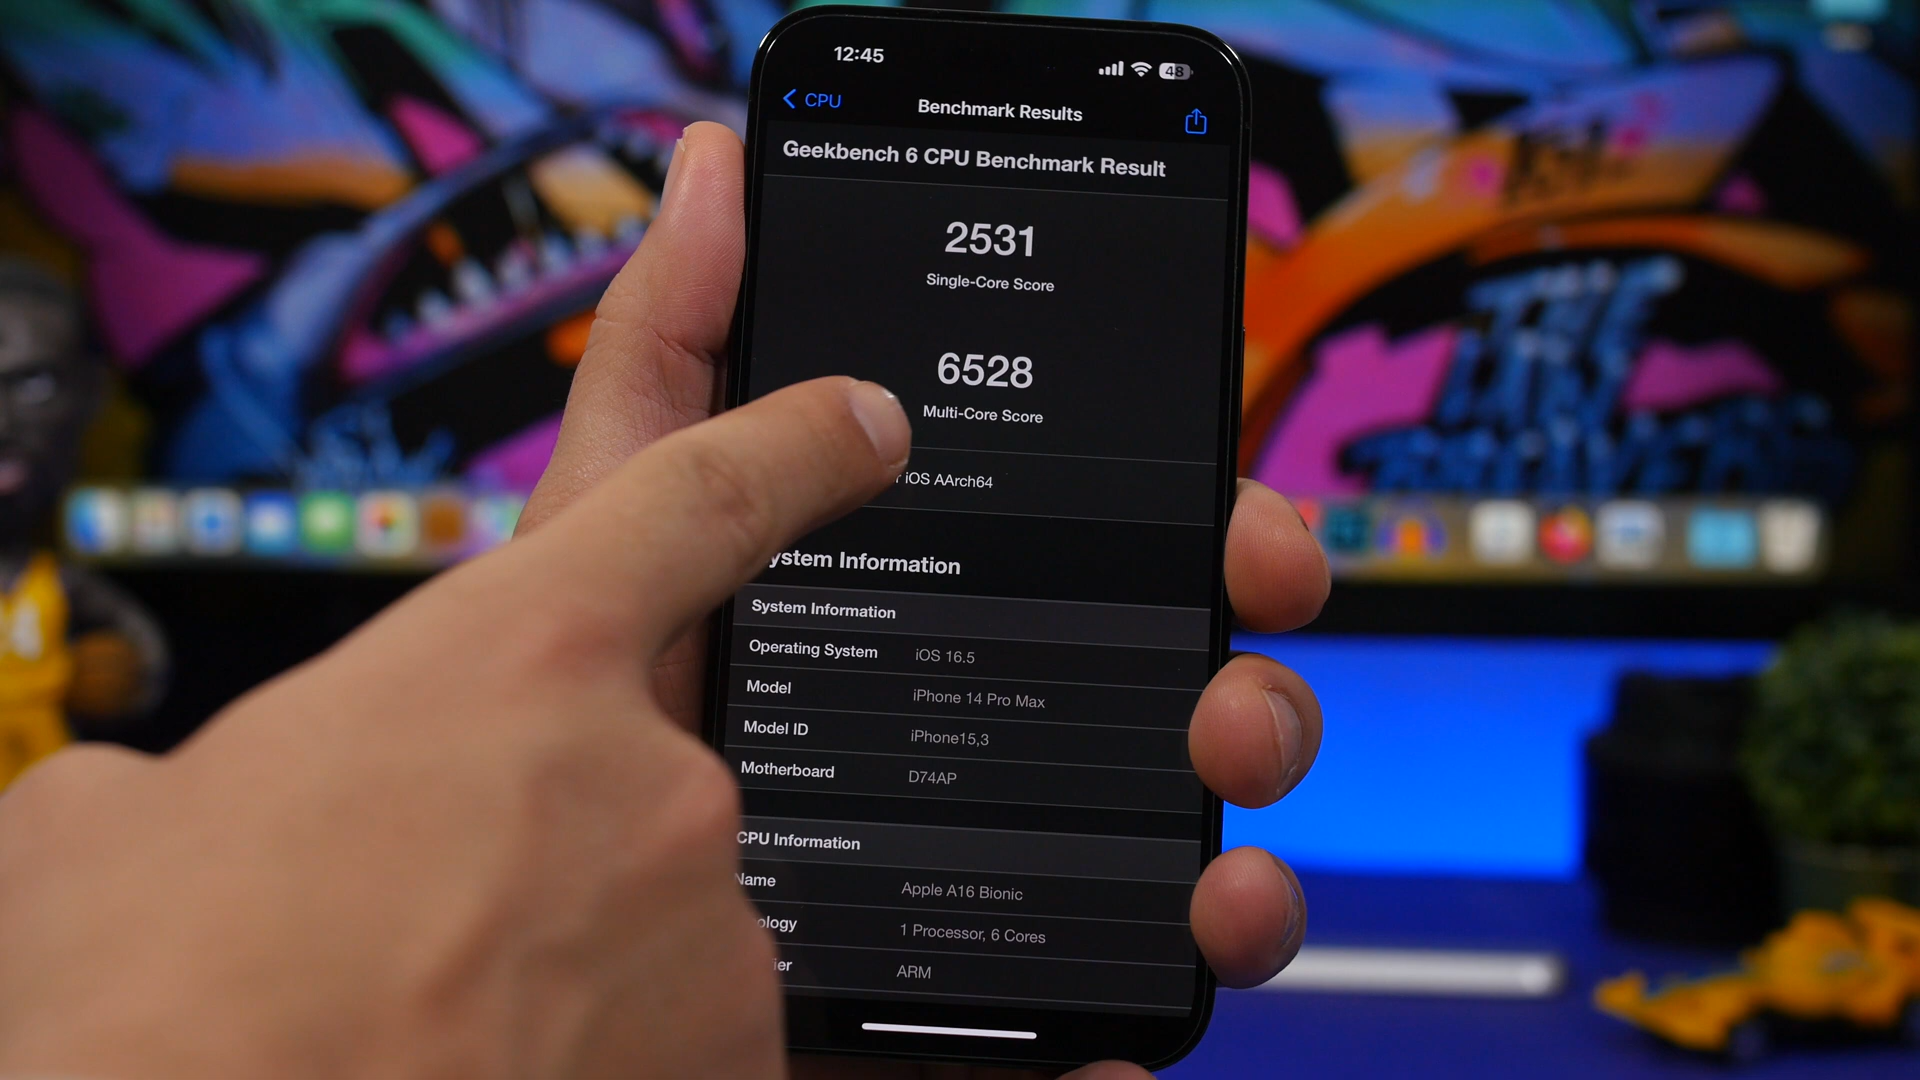 12:45
48
CPU
Benchmark Results
Geekbench 6 CPU Benchmark Result
2531
Single-Core Score
6528
Multi-Core Score
iOS AArch64
ystem Information
System Information
Operating System iOS 16.5
Model iPhone 14 Pro Max
Model ID iPhone15,3
Motherboard D74AP
CPU Information
Name Apple A16 Bionic
ology 1 Processor, 6 Cores
ier ARM
THE